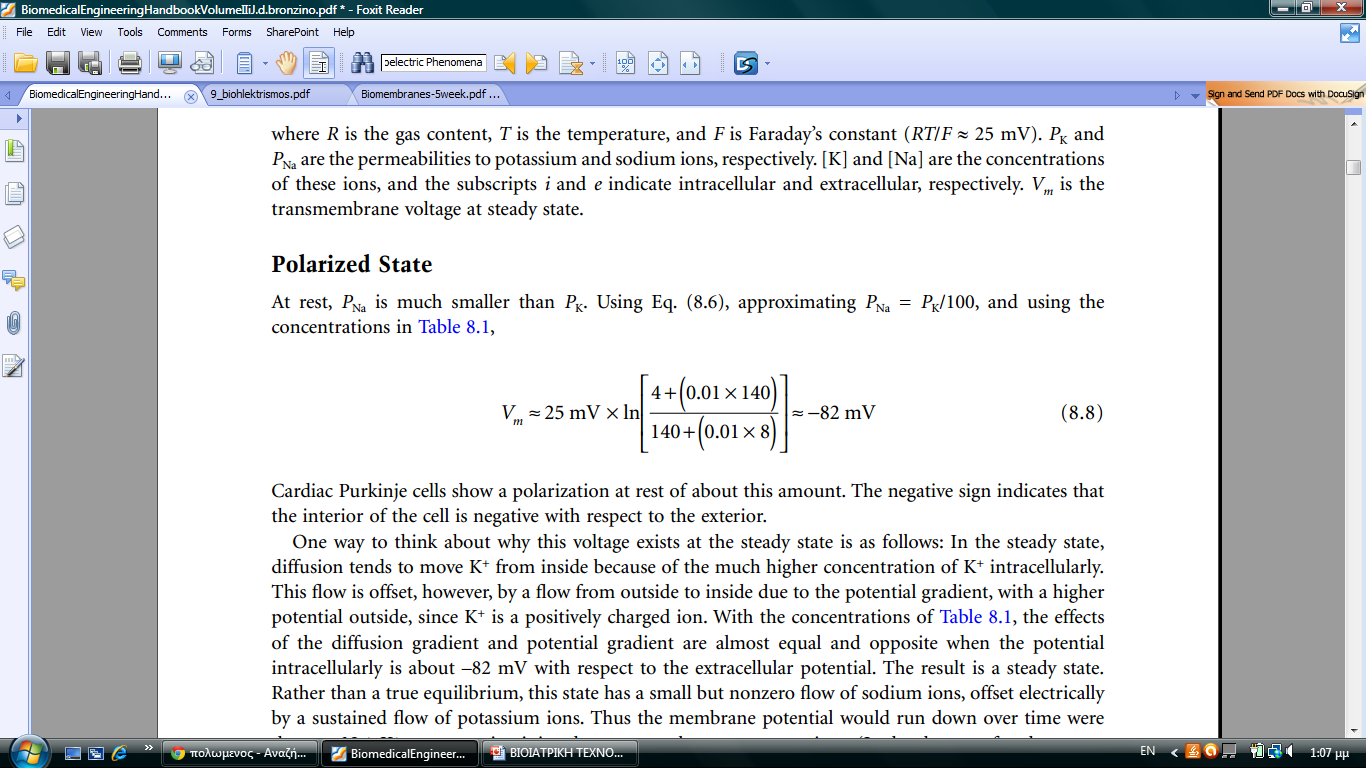 BiomedicalEngineeringHandbookVolumeIIJ.d.bronzino.pdf * - Foxit Reader
File Edit View Tools Comments Forms SharePoint Help
oelectric Phenomena
BiomedicalEngineeringHand... 9_biohlektrismos.pdf Biomembranes-5week.pdf ... Sign and Send PDF Docs with DocuSign
where R is the gas content, T is the temperature, and F is Faraday's constant (RT/F ≈ 25 mV). P_K and
P_Na are the permeabilities to potassium and sodium ions, respectively. [K] and [Na] are the concentrations
of these ions, and the subscripts i and e indicate intracellular and extracellular, respectively. V_m is the
transmembrane voltage at steady state.
Polarized State
At rest, P_Na is much smaller than P_K. Using Eq. (8.6), approximating P_Na = P_K/100, and using the
concentrations in Table 8.1,
V_m ≈ 25 mV × ln[(4+(0.01 × 140))/(140+(0.01 × 8))] ≈ −82 mV (8.8)
Cardiac Purkinje cells show a polarization at rest of about this amount. The negative sign indicates that
the interior of the cell is negative with respect to the exterior.
One way to think about why this voltage exists at the steady state is as follows: In the steady state,
diffusion tends to move K⁺ from inside because of the much higher concentration of K⁺ intracellularly.
This flow is offset, however, by a flow from outside to inside due to the potential gradient, with a higher
potential outside, since K⁺ is a positively charged ion. With the concentrations of Table 8.1, the effects
of the diffusion gradient and potential gradient are almost equal and opposite when the potential
intracellularly is about –82 mV with respect to the extracellular potential. The result is a steady state.
Rather than a true equilibrium, this state has a small but nonzero flow of sodium ions, offset electrically
by a sustained flow of potassium ions. Thus the membrane potential would run down over time were
πολωμενος - Αναζή... BiomedicalEngineer... ΒΙΟΙΑΤΡΙΚΗ ΤΕΧΝΟ... EN 1:07 μμ